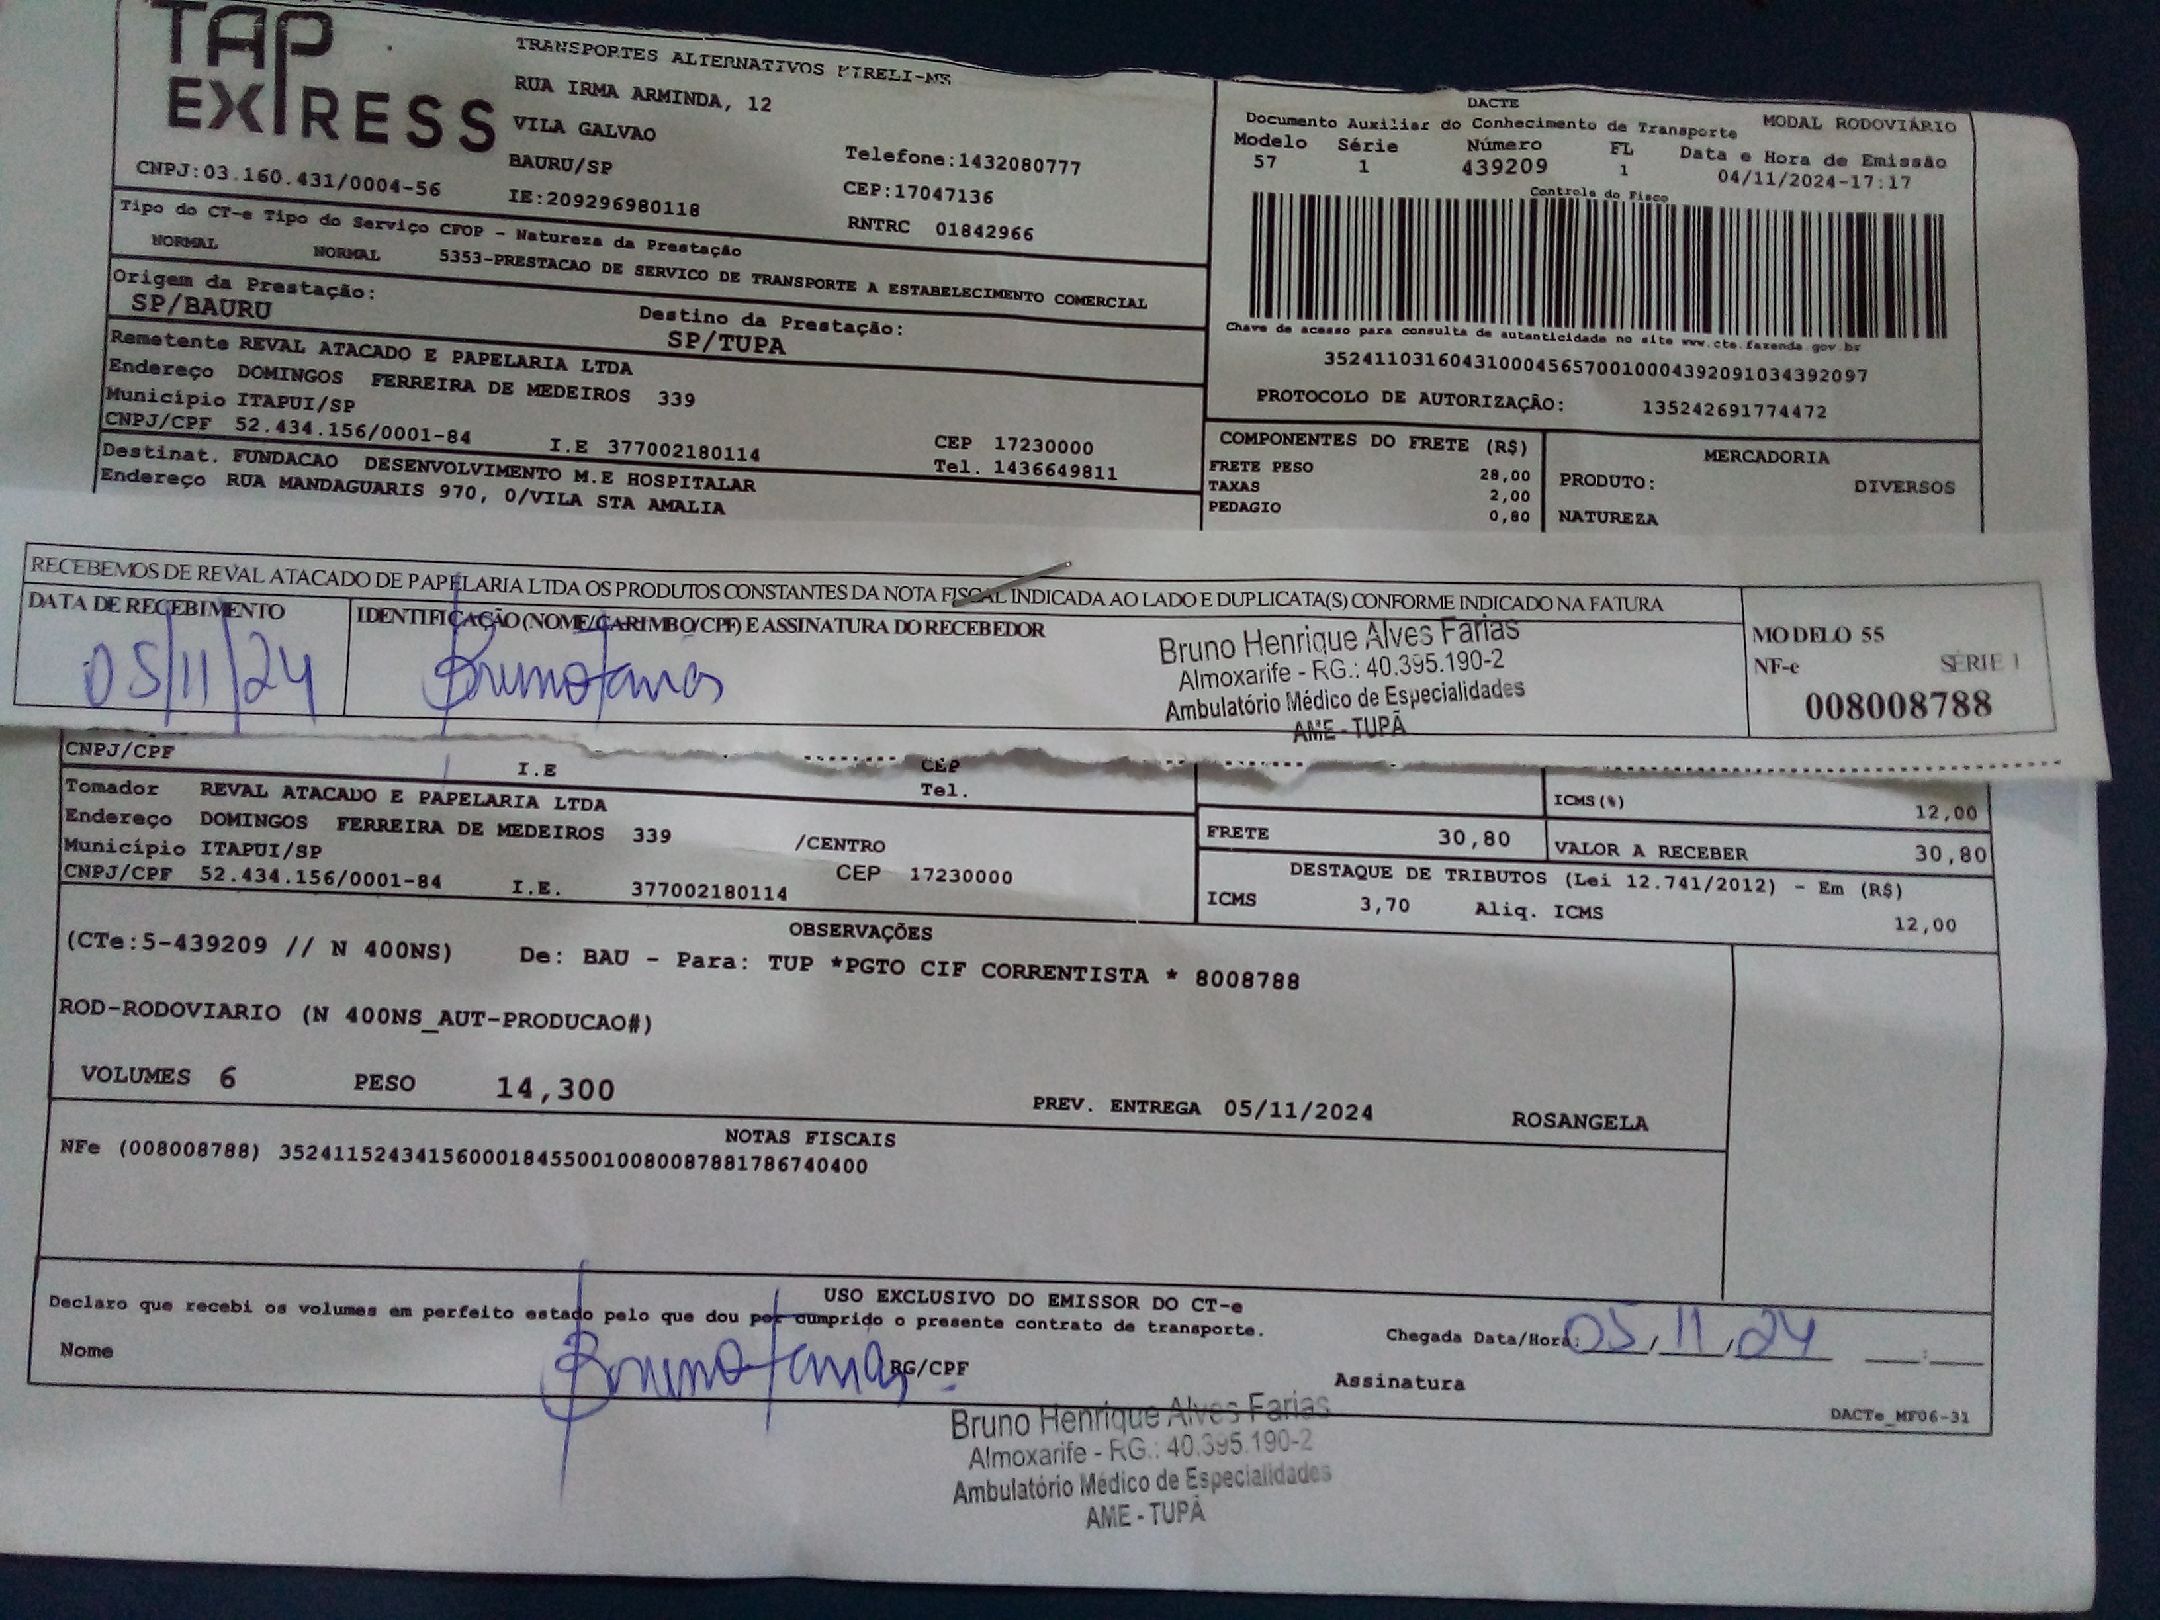 TAP
EXPRESS
TRANSPORTES ALTERNATIVOS
RUA IRMA ARMINDA, 12
VILA GALVAO
BAURU/SP
Telefone:1432080777
CNPJ:03.160.431/0004-56
IE:209296980118
CEP:17047136
RNTRC 01842966
DACTE
Documento Auxiliar do Conhecimento de Transporte
MODAL RODOVIÁRIO
Modelo Série Número FL Data e Hora de Emissão
57 1 439209 1 04/11/2024-17:17
Controle do Fisco
Chave de acesso para consulta de autenticidade no site www.cte.fazenda.gov.br
35241103160431000456570010004392091034392097
PROTOCOLO DE AUTORIZAÇÃO: 135242691774472
Tipo do CT-e Tipo do Serviço CFOP - Natureza da Prestação
NORMAL NORMAL 5353-PRESTACAO DE SERVICO DE TRANSPORTE A ESTABELECIMENTO COMERCIAL
Origem da Prestação: Destino da Prestação:
SP/BAURU SP/TUPA
Remetente REVAL ATACADO E PAPELARIA LTDA
Endereço DOMINGOS FERREIRA DE MEDEIROS 339
Município ITAPUI/SP CEP 17230000
CNPJ/CPF 52.434.156/0001-84 I.E 377002180114 Tel. 1436649811
Destinat. FUNDACAO DESENVOLVIMENTO M.E HOSPITALAR
Endereço RUA MANDAGUARIS 970, 0/VILA STA AMALIA
COMPONENTES DO FRETE (R$)
FRETE PESO 28,00
TAXAS 2,00
PEDAGIO 0,80
MERCADORIA
PRODUTO: DIVERSOS
NATUREZA
RECEBEMOS DE REVAL ATACADO DE PAPELARIA LTDA OS PRODUTOS CONSTANTES DA NOTA FISCAL INDICADA AO LADO E DUPLICATA(S) CONFORME INDICADO NA FATURA
DATA DE RECEBIMENTO
05/11/24
IDENTIFICAÇÃO (NOME/CARIMBO/CPF) E ASSINATURA DO RECEBEDOR
Bruno Farias
Bruno Henrique Alves Farias
Almoxarife - RG.: 40.395.190-2
Ambulatório Médico de Especialidades
AME - TUPÃ
MODELO 55
NF-e SÉRIE 1
008008788
CNPJ/CPF I.E CEP
Tel.
Tomador REVAL ATACADO E PAPELARIA LTDA
Endereço DOMINGOS FERREIRA DE MEDEIROS 339 /CENTRO
Município ITAPUI/SP CEP 17230000
CNPJ/CPF 52.434.156/0001-84 I.E. 377002180114
ICMS(%) 12,00
FRETE 30,80 VALOR A RECEBER 30,80
DESTAQUE DE TRIBUTOS (Lei 12.741/2012) - Em (R$)
ICMS 3,70 Aliq. ICMS 12,00
OBSERVAÇÕES
(CTe:5-439209 // N 400NS) De: BAU - Para: TUP *PGTO CIF CORRENTISTA * 8008788
ROD-RODOVIARIO (N 400NS_AUT-PRODUCAO#)
VOLUMES 6 PESO 14,300 PREV. ENTREGA 05/11/2024 ROSANGELA
NOTAS FISCAIS
NFe (008008788) 35241152434156000184550010080087881786740400
USO EXCLUSIVO DO EMISSOR DO CT-e
Declaro que recebi os volumes em perfeito estado pelo que dou por cumprido o presente contrato de transporte.
Chegada Data/Hora: 05/11/24
Nome Bruno Farias RG/CPF Assinatura
DACTe_MF06-31
Bruno Henrique Alves Farias
Almoxarife - RG.: 40.395.190-2
Ambulatório Médico de Especialidades
AME - TUPÃ